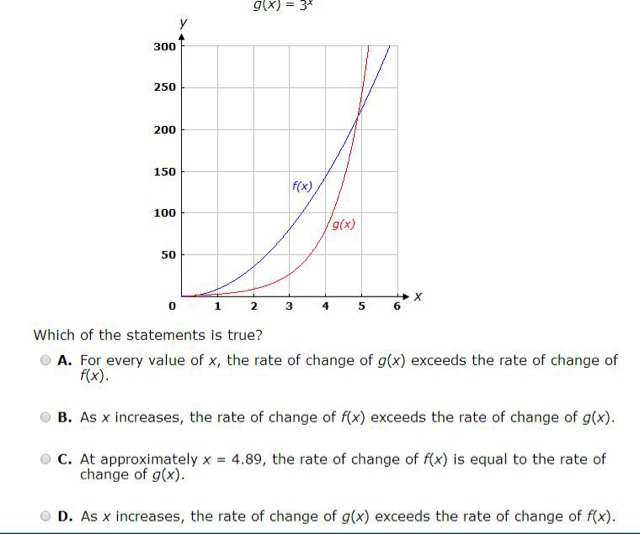 g(x) = 3ˣ
y
300
250
200
150
100
50
f(x)
g(x)
0 1 2 3 4 5 6 x
Which of the statements is true?
A. For every value of x, the rate of change of g(x) exceeds the rate of change of
f(x).
B. As x increases, the rate of change of f(x) exceeds the rate of change of g(x).
C. At approximately x = 4.89, the rate of change of f(x) is equal to the rate of
change of g(x).
D. As x increases, the rate of change of g(x) exceeds the rate of change of f(x).